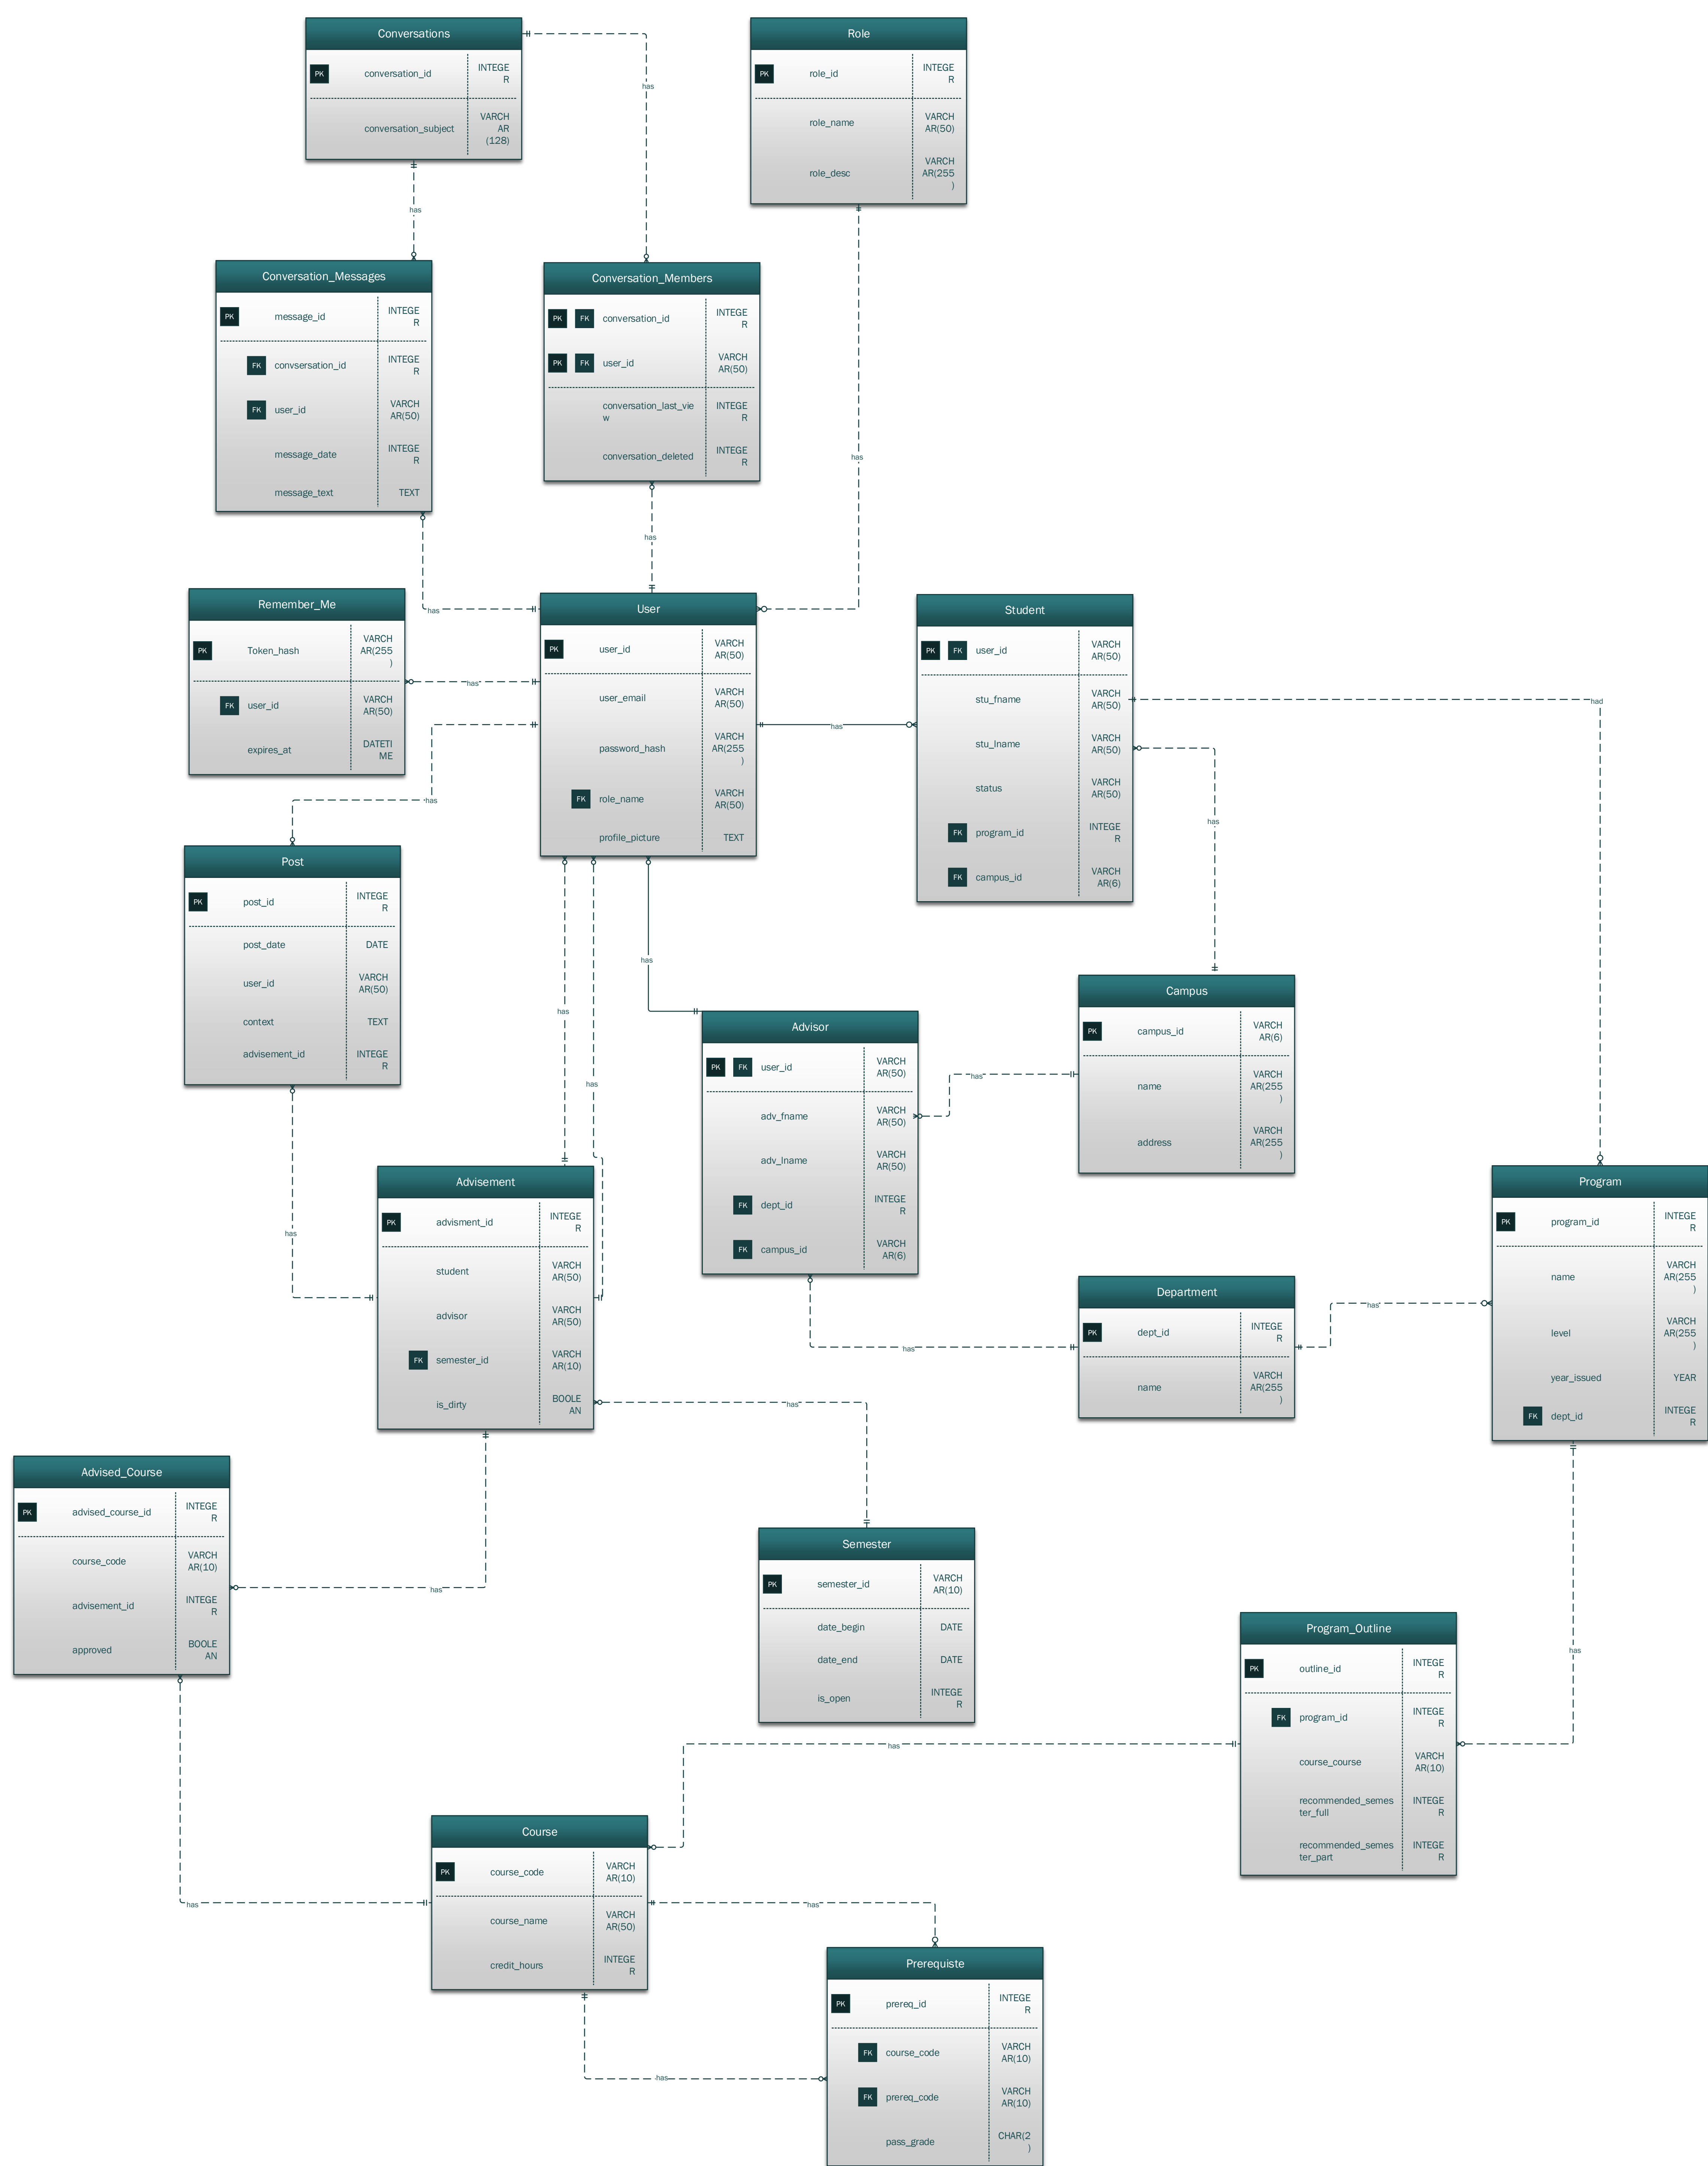 Conversations
PK
conversation_id
INTEGE
R
conversation_subject
VARCH
AR
(128)
has
has
Role
PK
role_id
INTEGE
R
role_name
VARCH
AR(50)
role_desc
VARCH
AR(255
)
has
Conversation_Messages
PK
message_id
INTEGE
R
FK
convsersation_id
INTEGE
R
FK
user_id
VARCH
AR(50)
message_date
INTEGE
R
message_text
TEXT
has
Conversation_Members
PK
FK
conversation_id
INTEGE
R
PK
FK
user_id
VARCH
AR(50)
conversation_last_vie
w
INTEGE
R
conversation_deleted
INTEGE
R
has
Remember_Me
PK
Token_hash
VARCH
AR(255
)
FK
user_id
VARCH
AR(50)
expires_at
DATETI
ME
has
User
PK
user_id
VARCH
AR(50)
user_email
VARCH
AR(50)
password_hash
VARCH
AR(255
)
FK
role_name
VARCH
AR(50)
profile_picture
TEXT
has
has
Student
PK
FK
user_id
VARCH
AR(50)
stu_fname
VARCH
AR(50)
stu_lname
VARCH
AR(50)
status
VARCH
AR(50)
FK
program_id
INTEGE
R
FK
campus_id
VARCH
AR(6)
had
has
Post
PK
post_id
INTEGE
R
post_date
DATE
user_id
VARCH
AR(50)
context
TEXT
advisement_id
INTEGE
R
has
has
has
has
Advisor
PK
FK
user_id
VARCH
AR(50)
adv_fname
VARCH
AR(50)
adv_lname
VARCH
AR(50)
FK
dept_id
INTEGE
R
FK
campus_id
VARCH
AR(6)
has
has
Campus
PK
campus_id
VARCH
AR(6)
name
VARCH
AR(255
)
address
VARCH
AR(255
)
Advisement
PK
advisment_id
INTEGE
R
student
VARCH
AR(50)
advisor
VARCH
AR(50)
FK
semester_id
VARCH
AR(10)
is_dirty
BOOLE
AN
has
has
Department
PK
dept_id
INTEGE
R
name
VARCH
AR(255
)
has
Program
PK
program_id
INTEGE
R
name
VARCH
AR(255
)
level
VARCH
AR(255
)
year_issued
YEAR
FK
dept_id
INTEGE
R
has
Advised_Course
PK
advised_course_id
INTEGE
R
course_code
VARCH
AR(10)
advisement_id
INTEGE
R
approved
BOOLE
AN
has
Semester
PK
semester_id
VARCH
AR(10)
date_begin
DATE
date_end
DATE
is_open
INTEGE
R
Program_Outline
PK
outline_id
INTEGE
R
FK
program_id
INTEGE
R
course_course
VARCH
AR(10)
recommended_semes
ter_full
INTEGE
R
recommended_semes
ter_part
INTEGE
R
has
Course
PK
course_code
VARCH
AR(10)
course_name
VARCH
AR(50)
credit_hours
INTEGE
R
has
has
Prerequiste
PK
prereq_id
INTEGE
R
FK
course_code
VARCH
AR(10)
FK
prereq_code
VARCH
AR(10)
pass_grade
CHAR(2
)